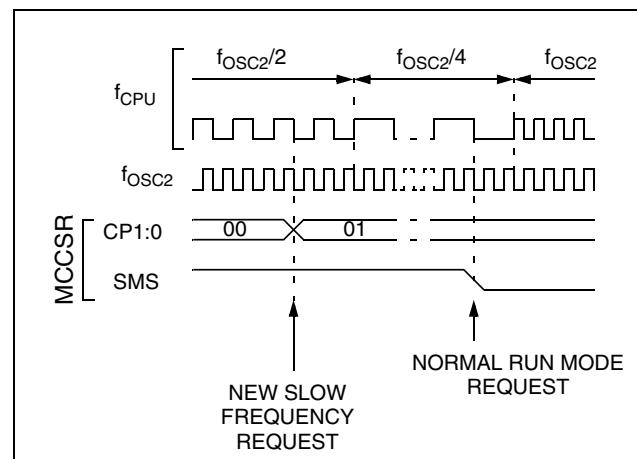 fOSC2/2 fOSC2/4 fOSC2
fCPU
fOSC2
MCCSR
CP1:0 00 01
SMS
NEW SLOW
FREQUENCY
REQUEST
NORMAL RUN MODE
REQUEST